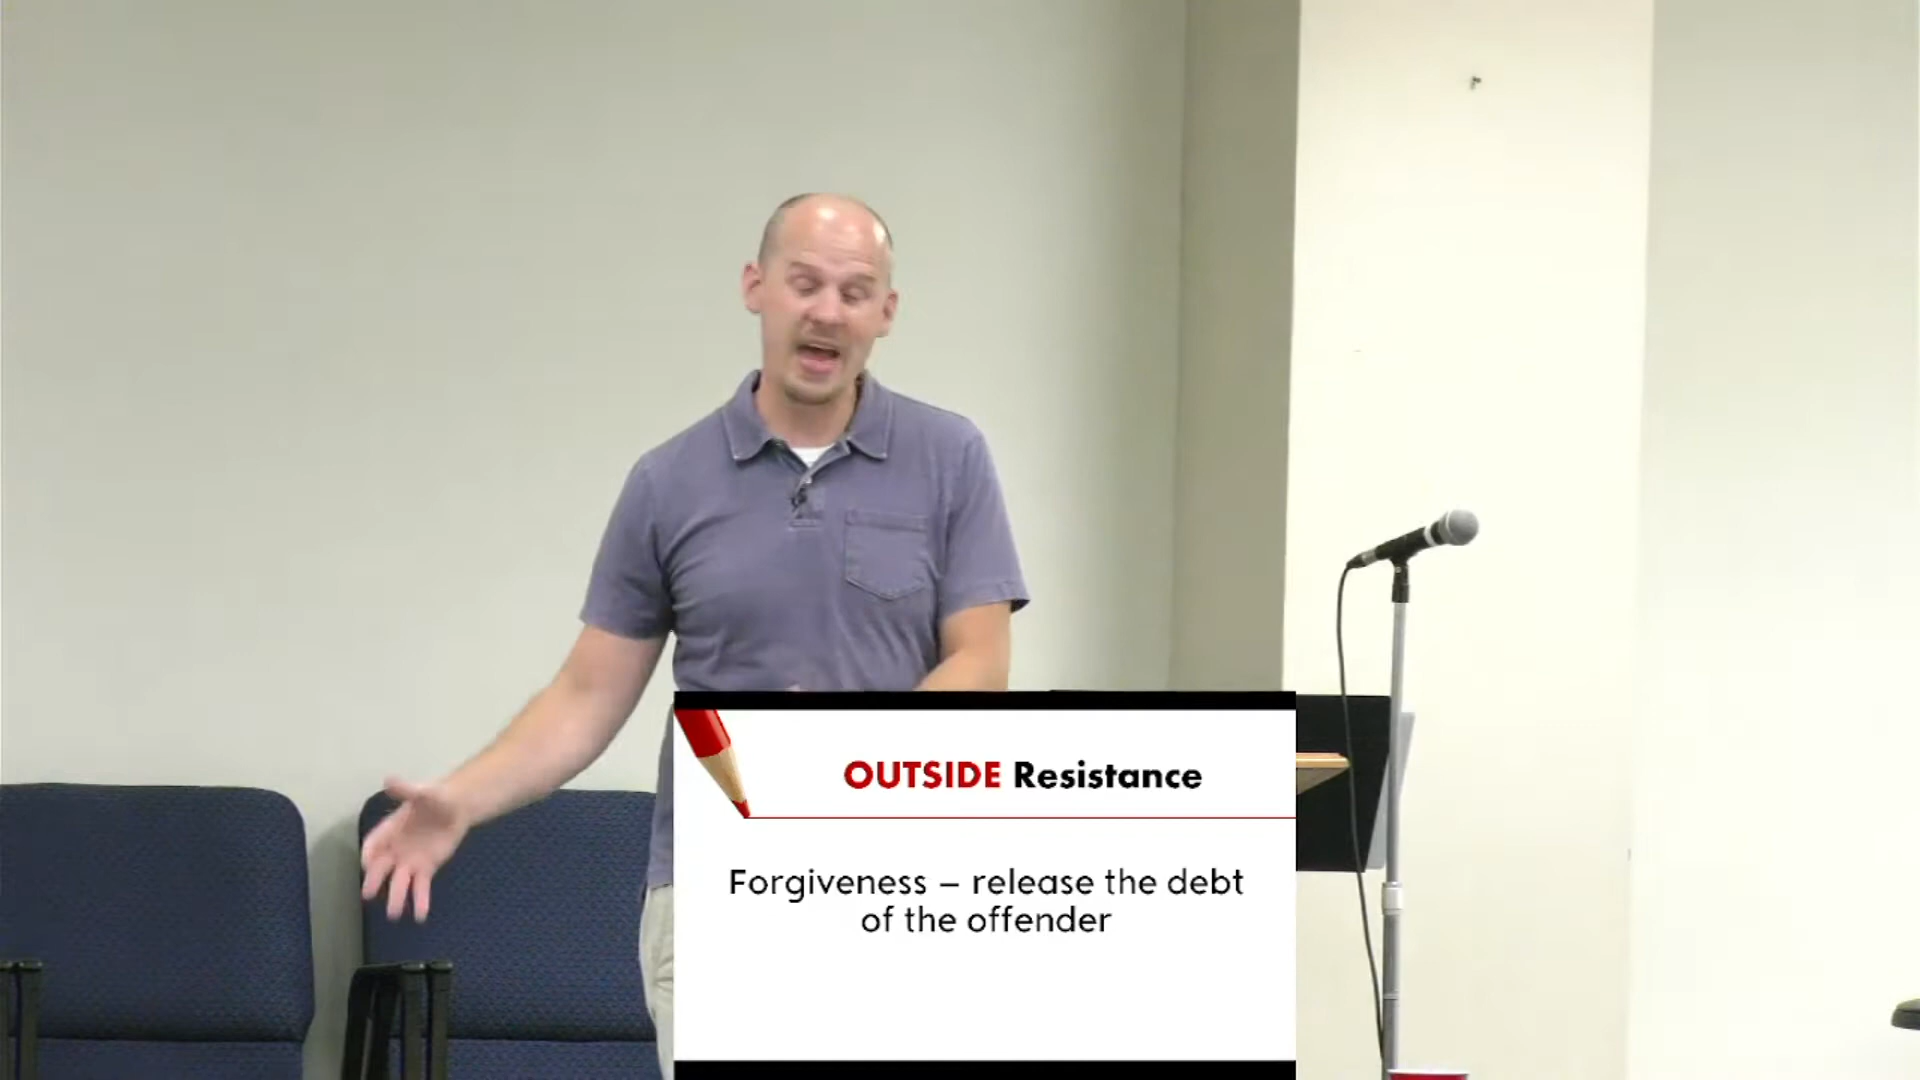 OUTSIDE Resistance
Forgiveness – release the debt
of the offender